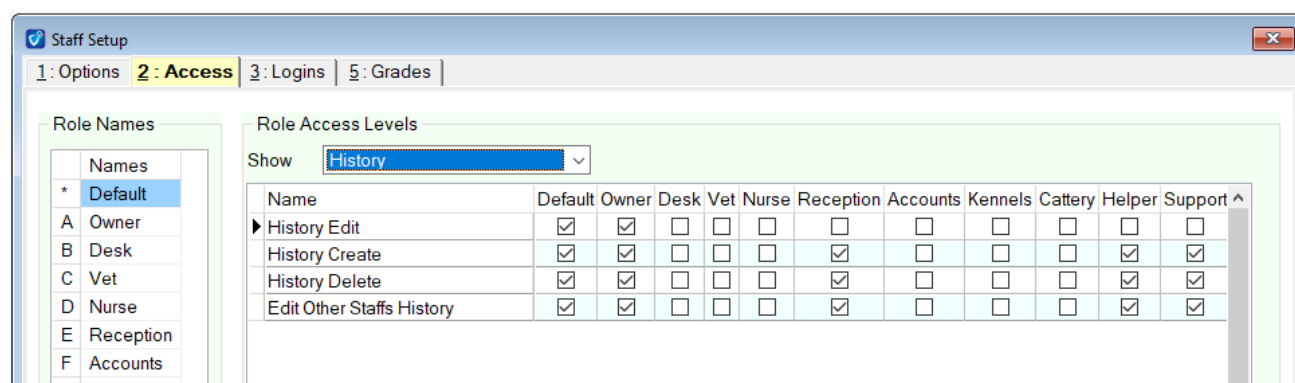 Staff Setup
1: Options 2: Access 3: Logins 5: Grades
Role Names
Names
* Default
A Owner
B Desk
C Vet
D Nurse
E Reception
F Accounts
Role Access Levels
Show History
Name Default Owner Desk Vet Nurse Reception Accounts Kennels Cattery Helper Support
History Edit
History Create
History Delete
Edit Other Staffs History